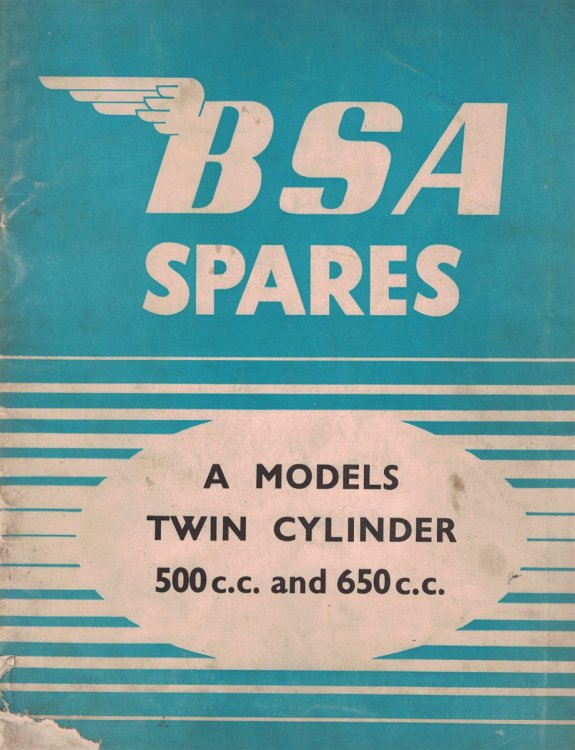 BSA
SPARES
A MODELS
TWIN CYLINDER
500 c.c. and 650 c.c.